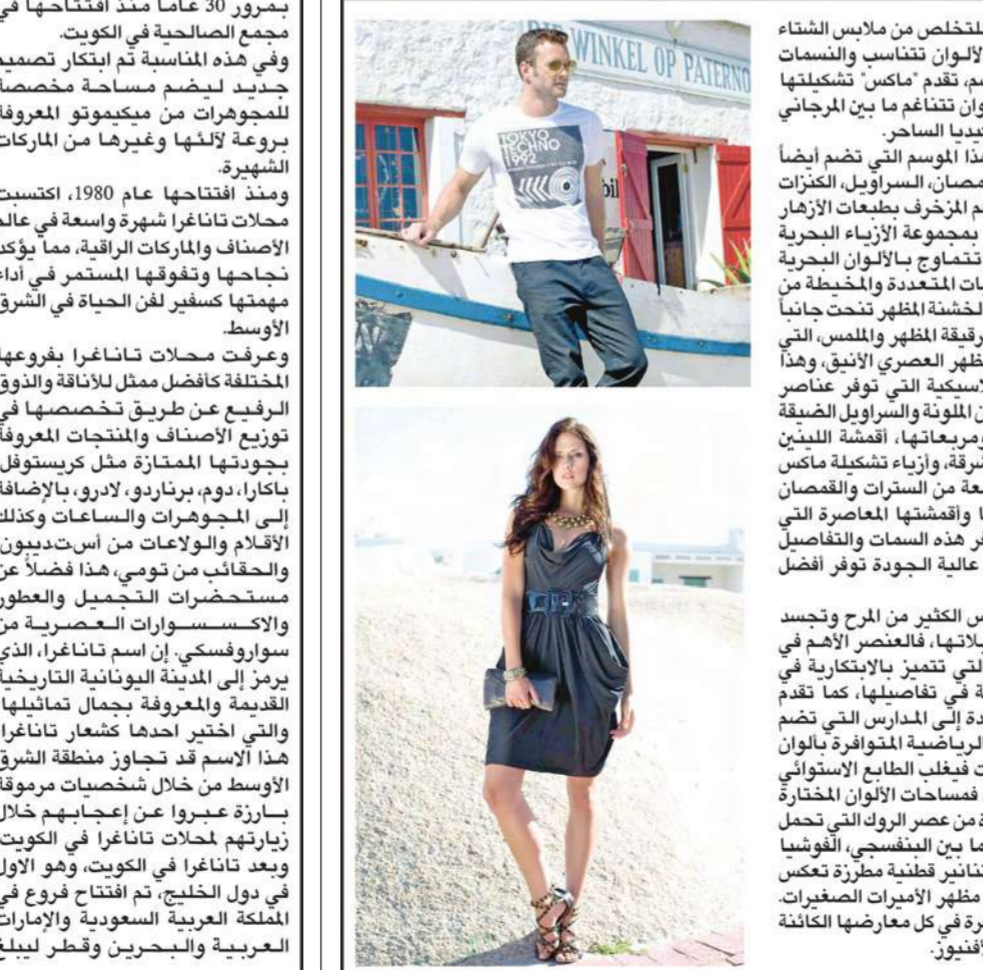 للتخلص من ملابس الشتاء
الألوان تتناسب والنسمات
سم، تقدم "ماكس" تشكيلتها
وان تتناغم ما بين المرجاني
كيديا الساحر.
هذا الموسم التي تضم أيضاً
مصان، السراويل، الكنزات
م المزخرف بطبعات الأزهار
بمجموعة الأزياء البحرية
تتماوج بالألوان البحرية
ات المتعددة والمخيطة من
لخشنة المظهر تنحت جانباً
رقيقة المظهر والملمس، التي
ظهر العصري الأنيق، وهذا
لاسيكية التي توفر عناصر
ن الملونة والسراويل الضيقة
ومربعاتها، أقمشة اللينين
شرقة، وأزياء تشكيلة ماكس
عة من السترات والقمصان
ا وأقمشتها المعاصرة التي
فر هذه السمات والتفاصيل
عالية الجودة توفر أفضل
س الكثير من المرح وتجسد
يلاتها، فالعنصر الأهم في
التي تتميز بالابتكارية في
ة في تفاصيلها، كما تقدم
دة إلى المدارس التي تضم
الرياضية المتوافرة بألوان
ت فيغلب الطابع الاستوائي
فمساحات الألوان المختارة
ة من عصر الروك التي تحمل
ما بين البنفسجي، الفوشيا
تنانير قطنية مطرزة تعكس
مظهر الأميرات الصغيرات.
رة في كل معارضها الكائنة
لأفنيوز.
WINKEL OP PATERNO
TOKYO
TECHNO
1992
بمرور 30 عاما منذ افتتاحها في
مجمع الصالحية في الكويت.
وفي هذه المناسبة تم ابتكار تصميم
جديد ليضم مساحة مخصصة
للمجوهرات من ميكيموتو المعروفة
بروعة لآلئها وغيرها من الماركات
الشهيرة.
ومنذ افتتاحها عام 1980، اكتسبت
محلات تاناغرا شهرة واسعة في عالم
الأصناف والماركات الراقية، مما يؤكد
نجاحها وتفوقها المستمر في أداء
مهمتها كسفير لفن الحياة في الشرق
الأوسط.
وعرفت محلات تاناغرا بفروعها
المختلفة كأفضل ممثل للأناقة والذوق
الرفيع عن طريق تخصصها في
توزيع الأصناف والمنتجات المعروفة
بجودتها الممتازة مثل كريستوفل،
باكارا، دوم، برناردو، لادرو، بالإضافة
إلى المجوهرات والساعات وكذلك
الأقلام والولاعات من أس.ت.ديبون،
والحقائب من تومي، هذا فضلاً عن
مستحضرات التجميل والعطور
والاكسسوارات العصرية من
سواروفسكي. إن اسم تاناغرا، الذي
يرمز إلى المدينة اليونانية التاريخية
القديمة والمعروفة بجمال تماثيلها،
والتي اختير احدها كشعار تاناغرا،
هذا الاسم قد تجاوز منطقة الشرق
الأوسط من خلال شخصيات مرموقة
بارزة عبروا عن إعجابهم خلال
زيارتهم لمحلات تاناغرا في الكويت.
وبعد تاناغرا في الكويت، وهو الاول
في دول الخليج، تم افتتاح فروع في
المملكة العربية السعودية والإمارات
العربية والبحرين وقطر ليبلغ